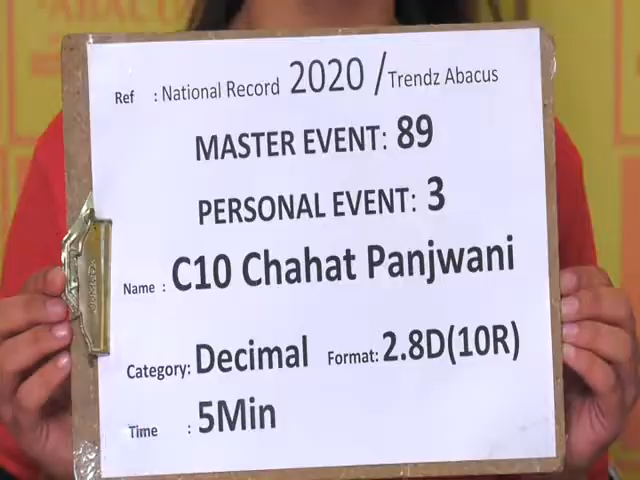 ABACU
Ref : National Record 2020 / Trendz Abacus
MASTER EVENT: 89
PERSONAL EVENT: 3
Name : C10 Chahat Panjwani
Category: Decimal Format: 2.8D(10R)
Time : 5Min